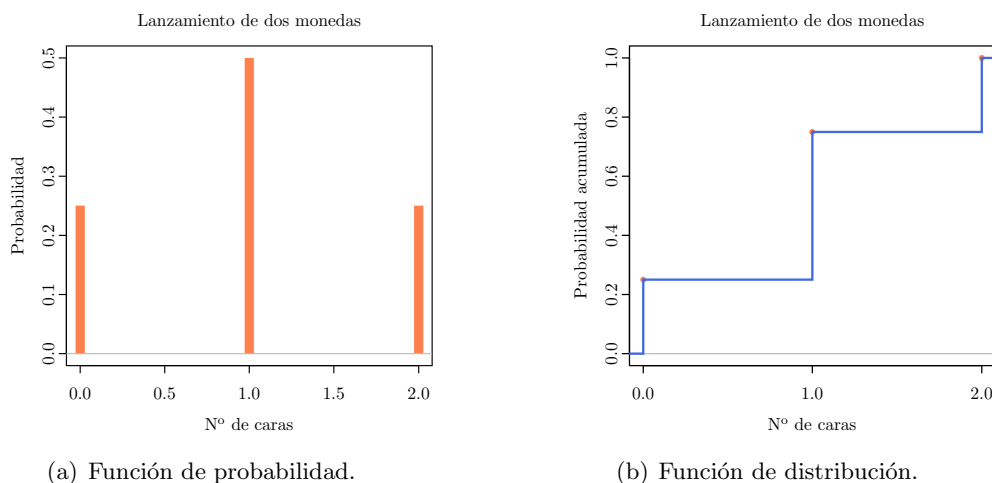 Lanzamiento de dos monedas
Probabilidad
0.5
0.4
0.3
0.2
0.1
0.0
0.0 0.5 1.0 1.5 2.0
Nº de caras
(a) Función de probabilidad.
Lanzamiento de dos monedas
Probabilidad acumulada
1.0
0.8
0.6
0.4
0.2
0.0
0.0 1.0 2.0
Nº de caras
(b) Función de distribución.